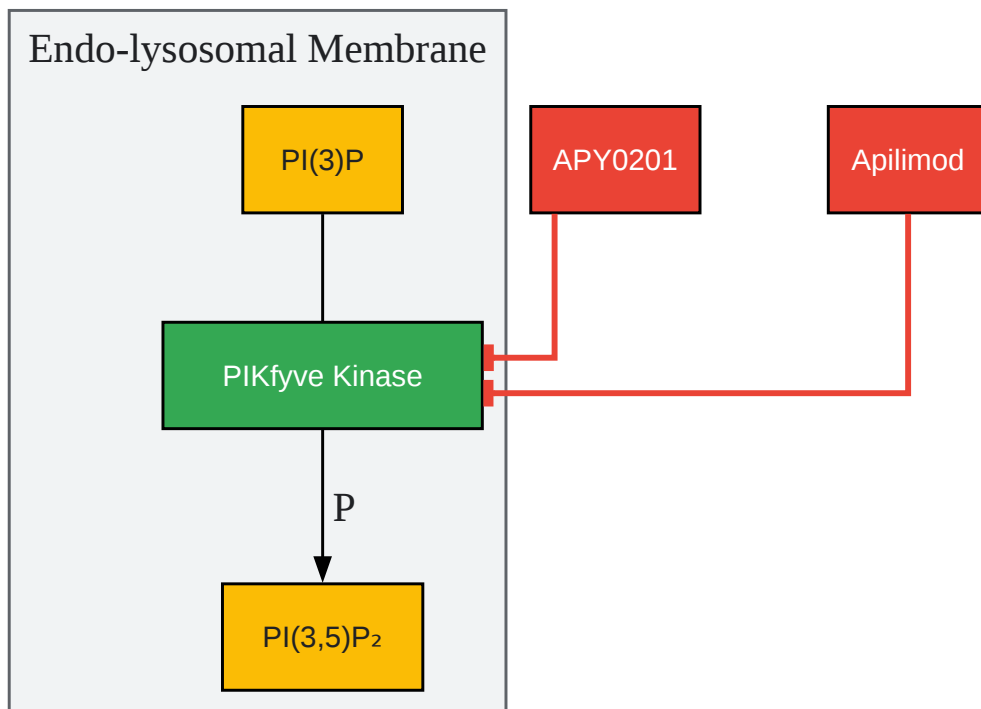 Endo-lysosomal Membrane
PI(3)P
APY0201
Apilimod
PIKfyve Kinase
P
PI(3,5)P₂